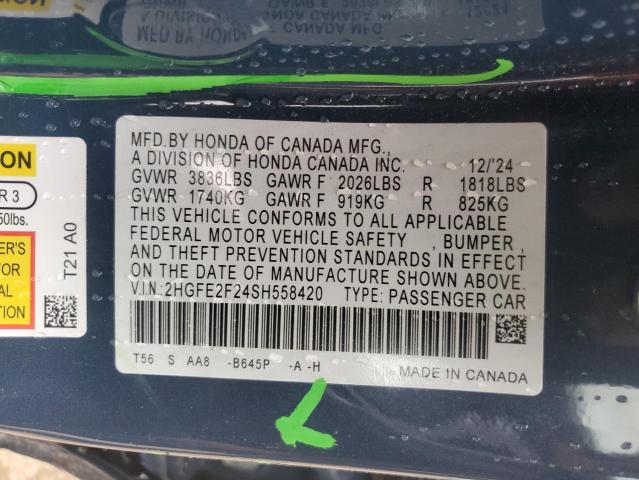 MFD.BY HONDA OF CANADA MFG.,
A DIVISION OF HONDA CANADA INC. 12/'24
GVWR 3836LBS GAWR F 2026LBS R 1818LBS
GVWR 1740KG GAWR F 919KG R 825KG
THIS VEHICLE CONFORMS TO ALL APPLICABLE
FEDERAL MOTOR VEHICLE SAFETY , BUMPER ,
AND THEFT PREVENTION STANDARDS IN EFFECT
ON THE DATE OF MANUFACTURE SHOWN ABOVE.
V.I.N:2HGFE2F24SH558420 TYPE: PASSENGER CAR
T56 S AA8 -B645P -A -H
MADE IN CANADA
R 3
50lbs.
FOR
T21 A0